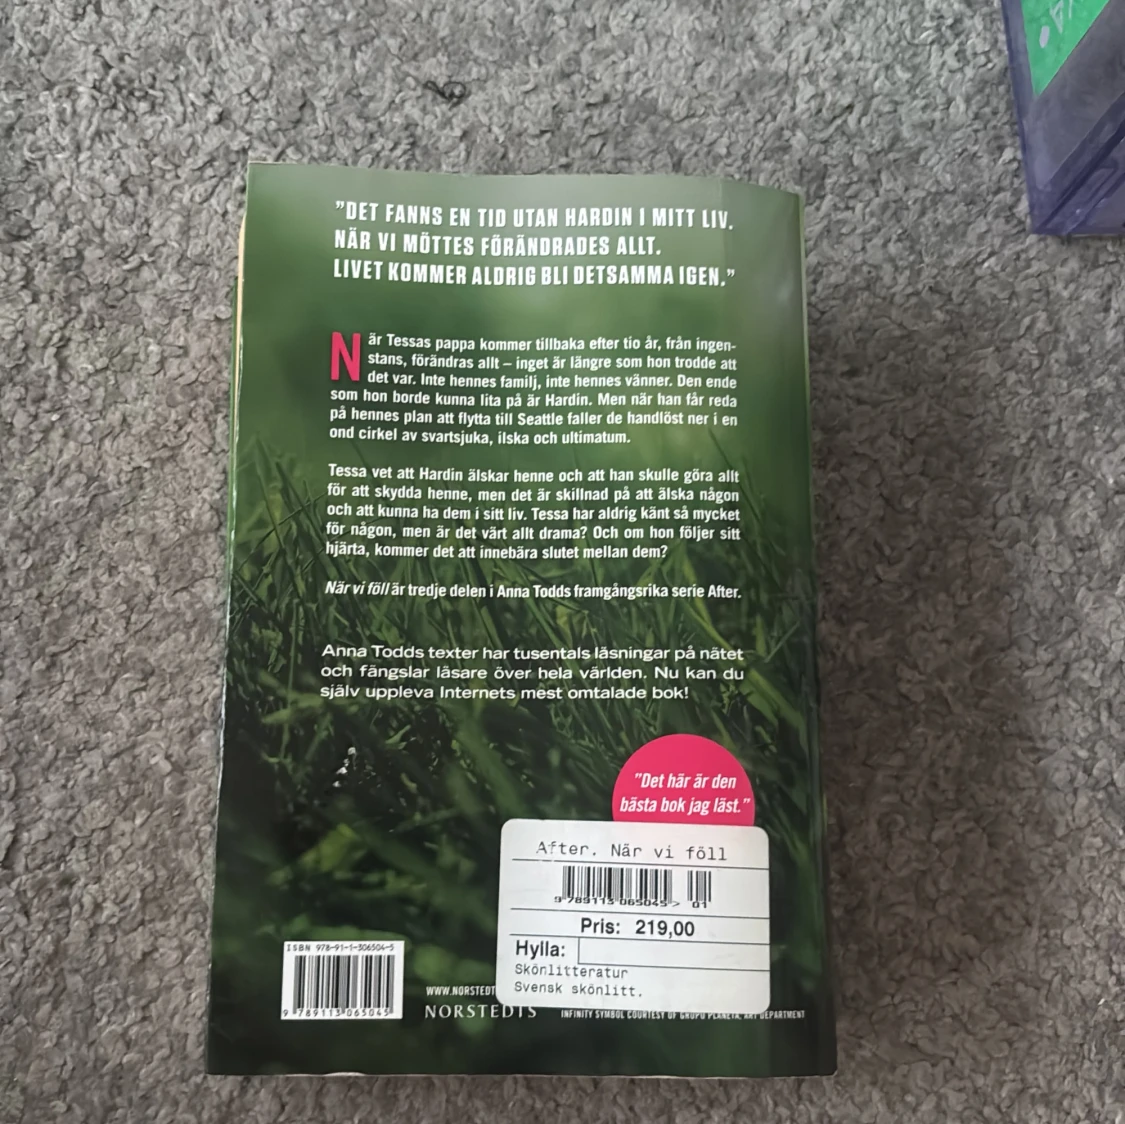 "DET FANNS EN TID UTAN HARDIN I MITT LIV.
NÄR VI MÖTTES FÖRÄNDRADES ALLT.
LIVET KOMMER ALDRIG BLI DETSAMMA IGEN."
När Tessas pappa kommer tillbaka efter tio år, från ingen-
stans, förändras allt – inget är längre som hon trodde att
det var. Inte hennes familj, inte hennes vänner. Den ende
som hon borde kunna lita på är Hardin. Men när han får reda
på hennes plan att flytta till Seattle faller de handlöst ner i en
ond cirkel av svartsjuka, ilska och ultimatum.
Tessa vet att Hardin älskar henne och att han skulle göra allt
för att skydda henne, men det är skillnad på att älska någon
och att kunna ha dem i sitt liv. Tessa har aldrig känt så mycket
för någon, men är det värt allt drama? Och om hon följer sitt
hjärta, kommer det att innebära slutet mellan dem?
När vi föll är tredje delen i Anna Todds framgångsrika serie After.
Anna Todds texter har tusentals läsningar på nätet
och fängslar läsare över hela världen. Nu kan du
själv uppleva Internets mest omtalade bok!
"Det här är den
bästa bok jag läst."
After. När vi föll
9 789113 065045 > 01
Pris: 219,00
Hylla:
Skönlitteratur
Svensk skönlitt.
ISBN 978-91-1-306504-5
9 789113 065045
WWW.NORSTEDT
NORSTEDTS
INFINITY SYMBOL COURTESY OF GRUPO PLANETA, ART DEPARTMENT